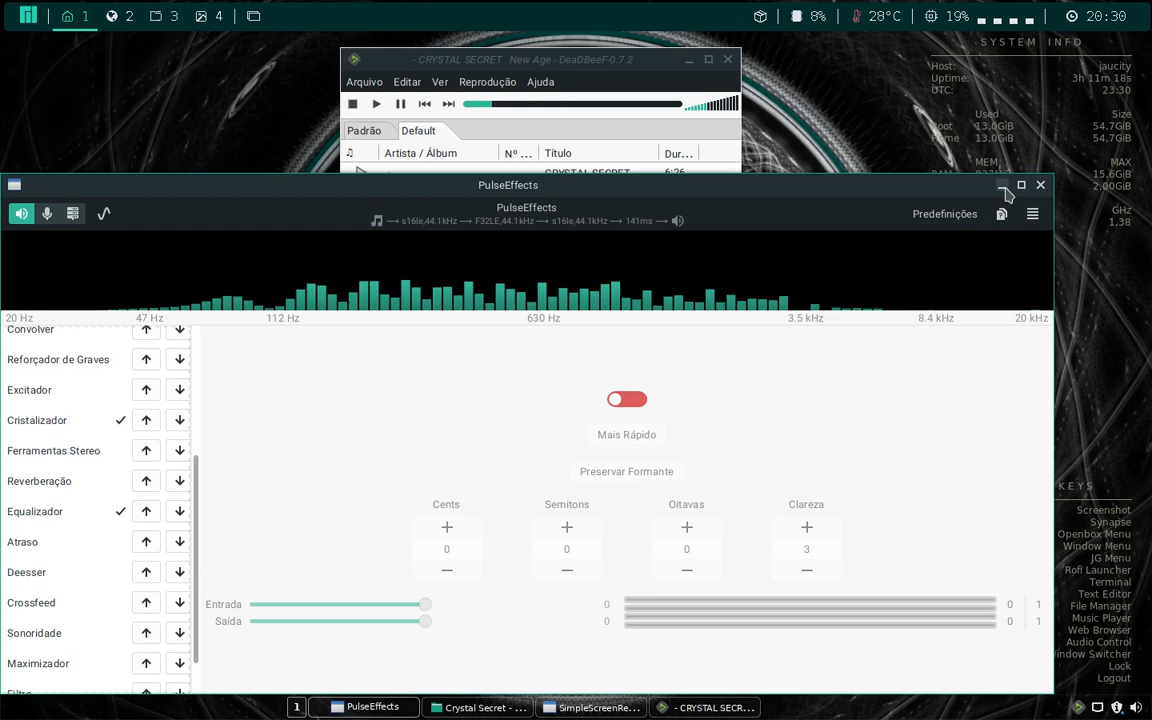 1 2 3 4 8% 28°C 19% 20:30
SYSTEM INFO
Host: jaucity
Uptime: 3h 11m 18s
UTC: 23:30
Used Size
Root 13,0GiB 54,7GiB
Home 13,0GiB 54,7GiB
MEM MAX
15.6GiB
2.00GiB
GHz
1,38
- CRYSTAL SECRET New Age - DeaDBeeF-0.7.2
Arquivo Editar Ver Reprodução Ajuda
Padrão Default
Artista / Álbum Nº ... Título Dur...
CRYSTAL SECRET 6:26
PulseEffects
PulseEffects
s16le,44.1kHz F32LE,44.1kHz s16le,44.1kHz 141ms
Predefinições
20 Hz 47 Hz 112 Hz 630 Hz 3.5 kHz 8.4 kHz 20 kHz
Convolver
Reforçador de Graves
Excitador
Cristalizador
Ferramentas Stereo
Reverberação
Equalizador
Atraso
Deesser
Crossfeed
Sonoridade
Maximizador
Filtro
Mais Rápido
Preservar Formante
Cents Semitons Oitavas Clareza
0 0 0 3
Entrada 0 0 1
Saída 0 0 1
KEYS
Screenshot
Synapse
Openbox Menu
Window Menu
JG Menu
Rofi Launcher
Terminal
Text Editor
File Manager
Music Player
Web Browser
Audio Control
Window Switcher
Lock
Logout
1 PulseEffects Crystal Secret - ... SimpleScreenRe... - CRYSTAL SECR...